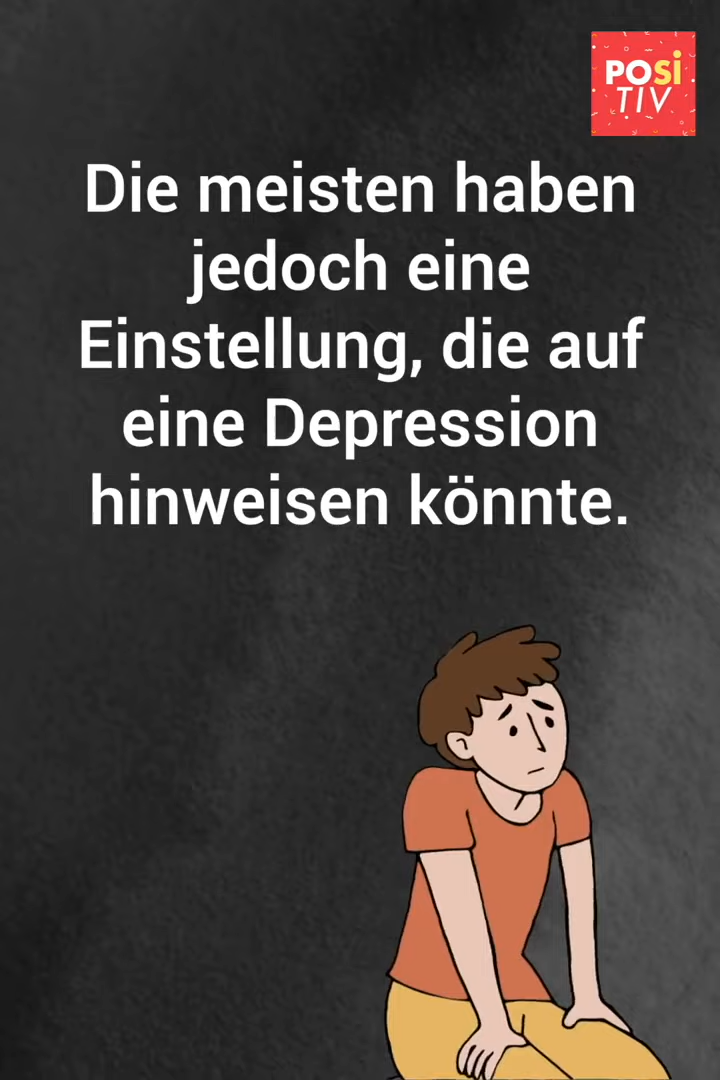 POSi
TIV
Die meisten haben
jedoch eine
Einstellung, die auf
eine Depression
hinweisen könnte.